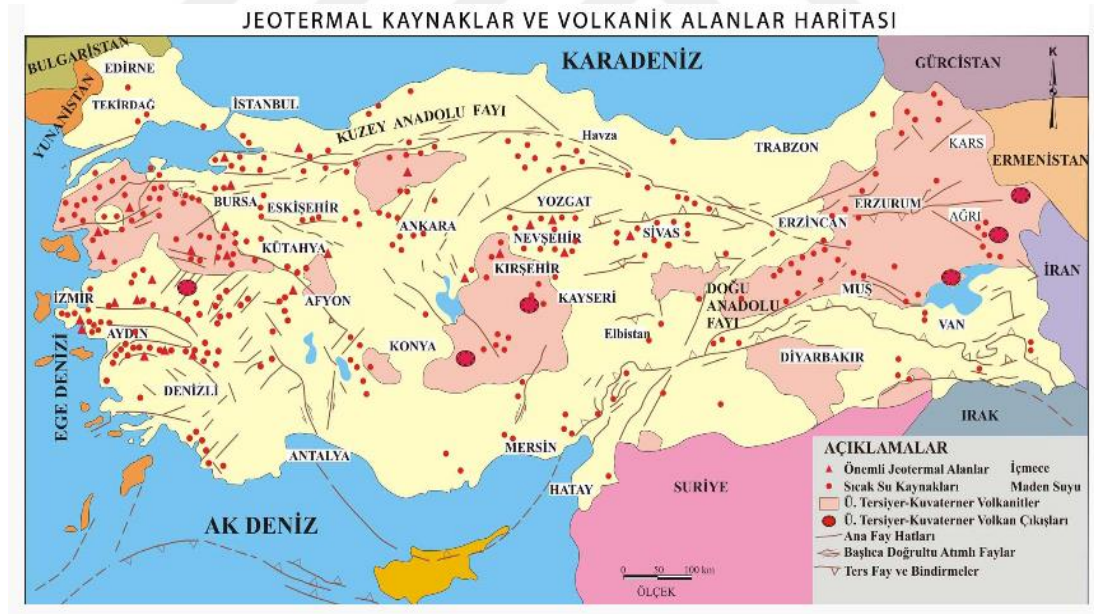 JEOTERMAL KAYNAKLAR VE VOLKANİK ALANLAR HARİTASI
BULGARİSTAN
EDİRNE
KARADENİZ
GÜRCİSTAN
K
YUNANİSTAN
TEKİRDAĞ
İSTANBUL
KUZEY ANADOLU FAYI
Havza
TRABZON
KARS
ERMENİSTAN
BURSA
ESKİŞEHİR
ANKARA
YOZGAT
ERZİNCAN
ERZURUM
AĞRI
KÜTAHYA
NEVŞEHİR
SİVAS
İRAN
İZMİR
AFYON
KIRŞEHİR
KAYSERİ
DOĞU
ANADOLU
FAYI
MUŞ
VAN
AYDIN
KONYA
Elbistan
DİYARBAKIR
EGE DENİZİ
DENİZLİ
IRAK
ANTALYA
MERSİN
HATAY
SURİYE
AK DENİZ
AÇIKLAMALAR
Önemli Jeotermal Alanlar İçmece
Sıcak Su Kaynakları Maden Suyu
Ü. Tersiyer-Kuvaterner Volkanitler
Ü. Tersiyer-Kuvaterner Volkan Çıkışları
Ana Fay Hatları
Başlıca Doğrultu Atımlı Faylar
Ters Fay ve Bindirmeler
0 50 100 km
ÖLÇEK